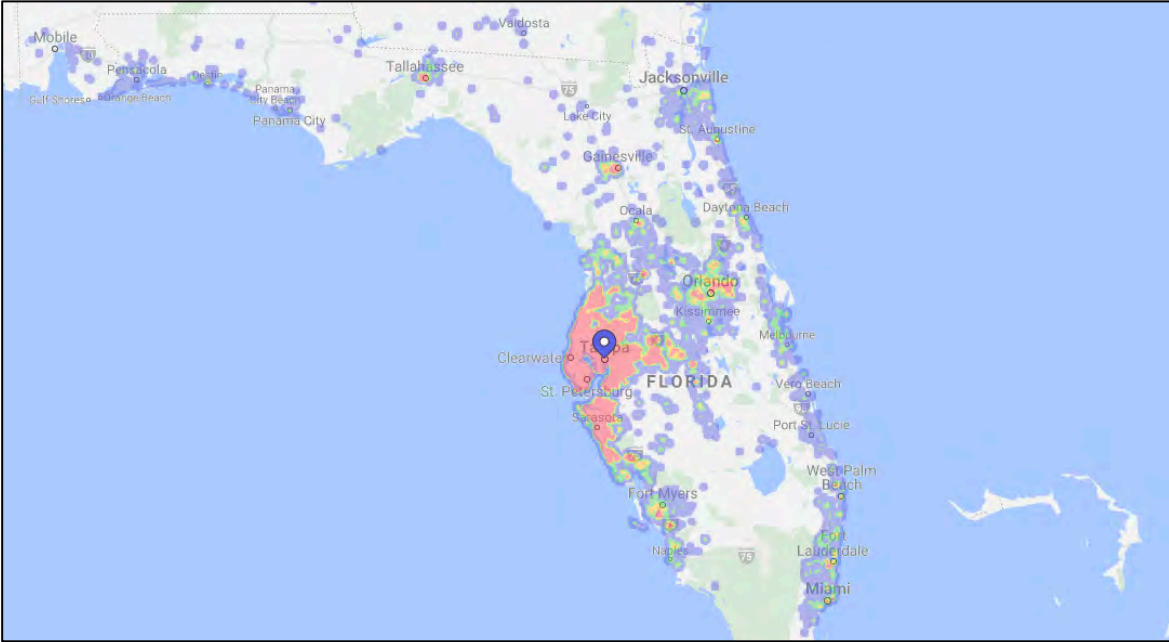 Valdosta
Mobile
Pensacola
Destin
Tallahassee
Jacksonville
75
Gulf Shores
Orange Beach
Panama
City Beach
Panama City
Lake City
St. Augustine
Gainesville
Ocala
Daytona Beach
Orlando
Kissimmee
Melbourne
Clearwate
Tampa
FLORIDA
St. Petersburg
Vero Beach
Sarasota
Port St. Lucie
West Palm
Beach
Fort Myers
Fort
Lauderdale
Naples
75
Miami